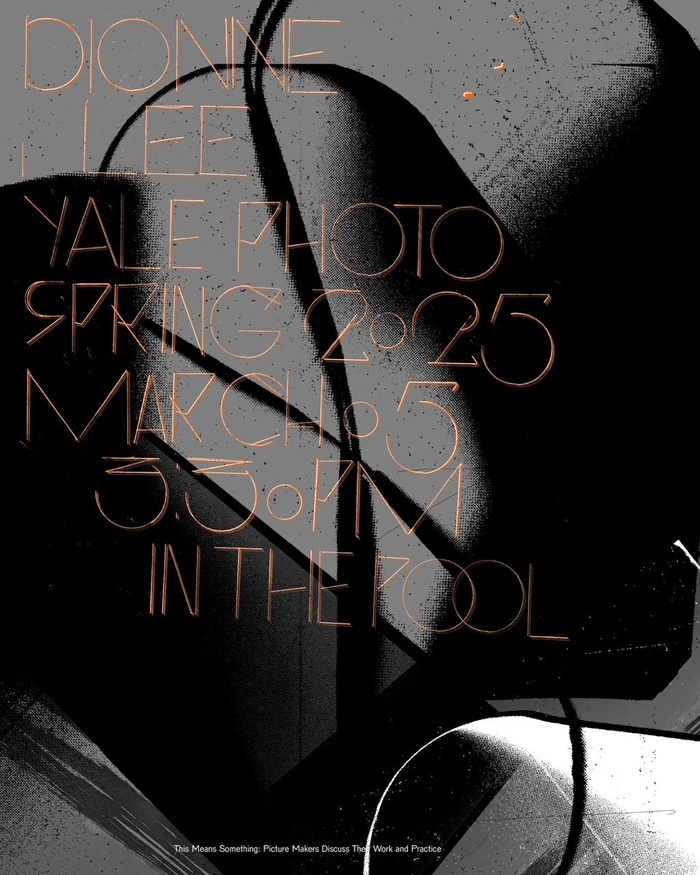 DIONNE
LEE
YALE PHOTO
SPRING 2025
MARCH 05
3:30PM
IN THE POOL
This Means Something: Picture Makers Discuss Their Work and Practice